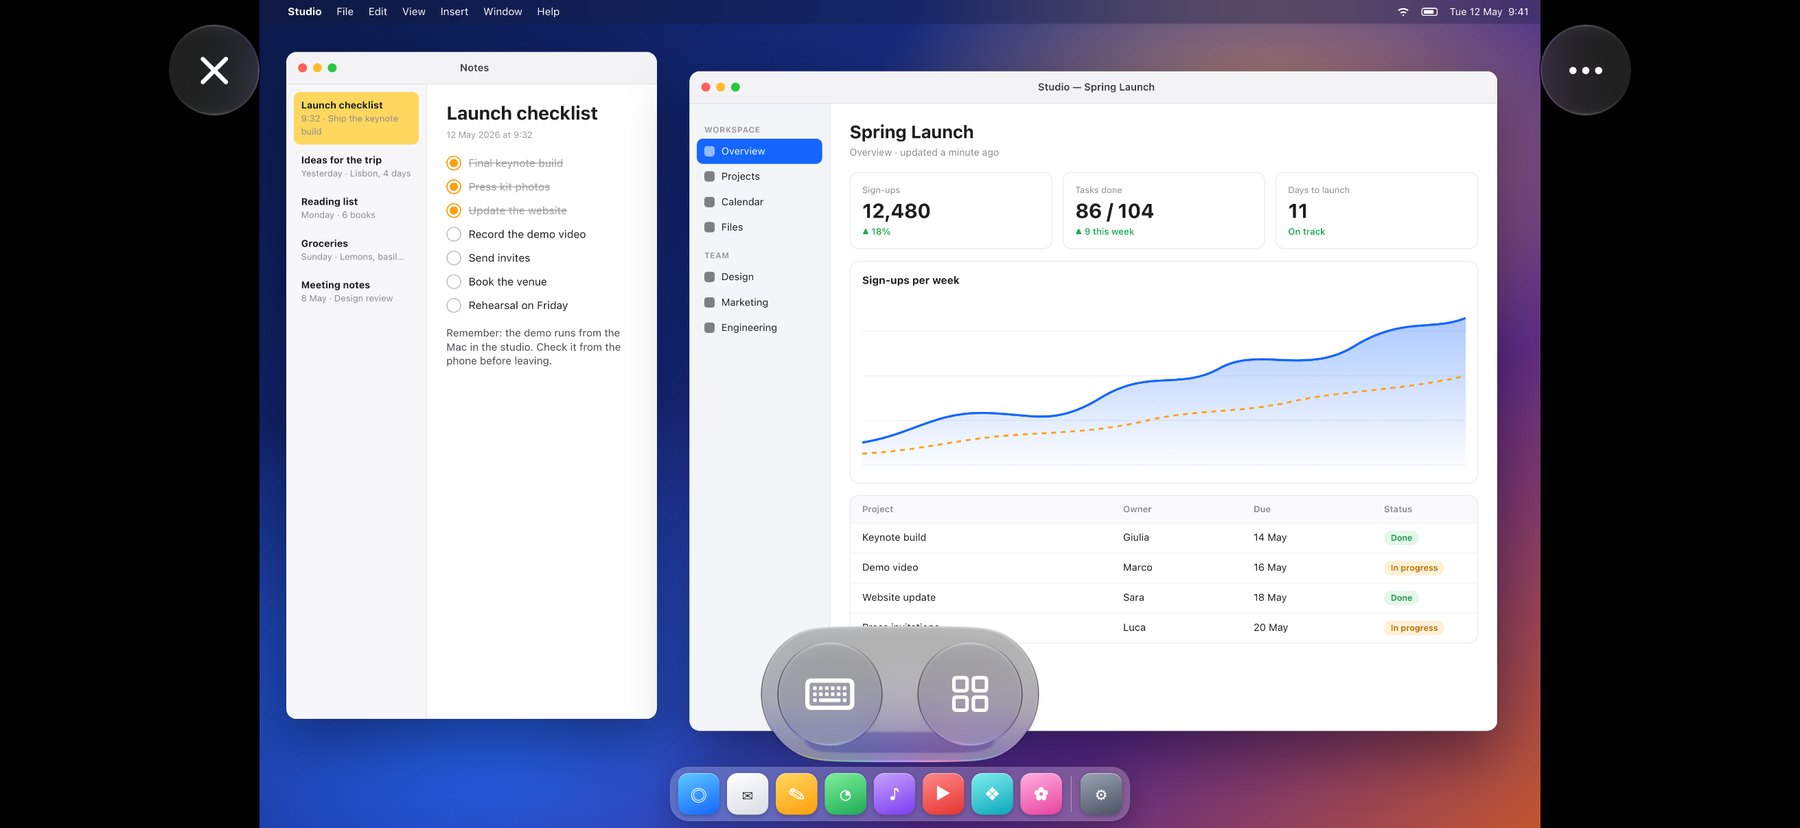 Studio File Edit View Insert Window Help
Tue 12 May 9:41
Notes
Launch checklist
9:32 · Ship the keynote
build
Ideas for the trip
Yesterday · Lisbon, 4 days
Reading list
Monday · 6 books
Groceries
Sunday · Lemons, basil...
Meeting notes
8 May · Design review
Launch checklist
12 May 2026 at 9:32
Final keynote build
Press kit photos
Update the website
Record the demo video
Send invites
Book the venue
Rehearsal on Friday
Remember: the demo runs from the
Mac in the studio. Check it from the
phone before leaving.
Studio — Spring Launch
WORKSPACE
Overview
Projects
Calendar
Files
TEAM
Design
Marketing
Engineering
Spring Launch
Overview · updated a minute ago
Sign-ups
12,480
▲ 18%
Tasks done
86 / 104
▲ 9 this week
Days to launch
11
On track
Sign-ups per week
Project Owner Due Status
Keynote build Giulia 14 May Done
Demo video Marco 16 May In progress
Website update Sara 18 May Done
Press invitations Luca 20 May In progress